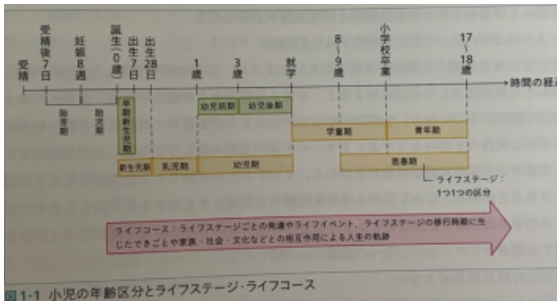 受精
受精後7日
妊娠8週
誕生(0歳)
出生7日
出生28日
1歳
3歳
就学
8〜9歳
小学校卒業
17〜18歳
時間の経過
胎芽期
胎児期
早期新生児期
幼児前期
幼児後期
学童期
青年期
新生児期
乳児期
幼児期
思春期
ライフステージ：
1つ1つの区分
ライフコース：ライフステージごとの発達やライフイベント、ライフステージの移行時期に生
じたできごとや家族・社会・文化などとの相互作用による人生の軌跡
図1-1 小児の年齢区分とライフステージ・ライフコース